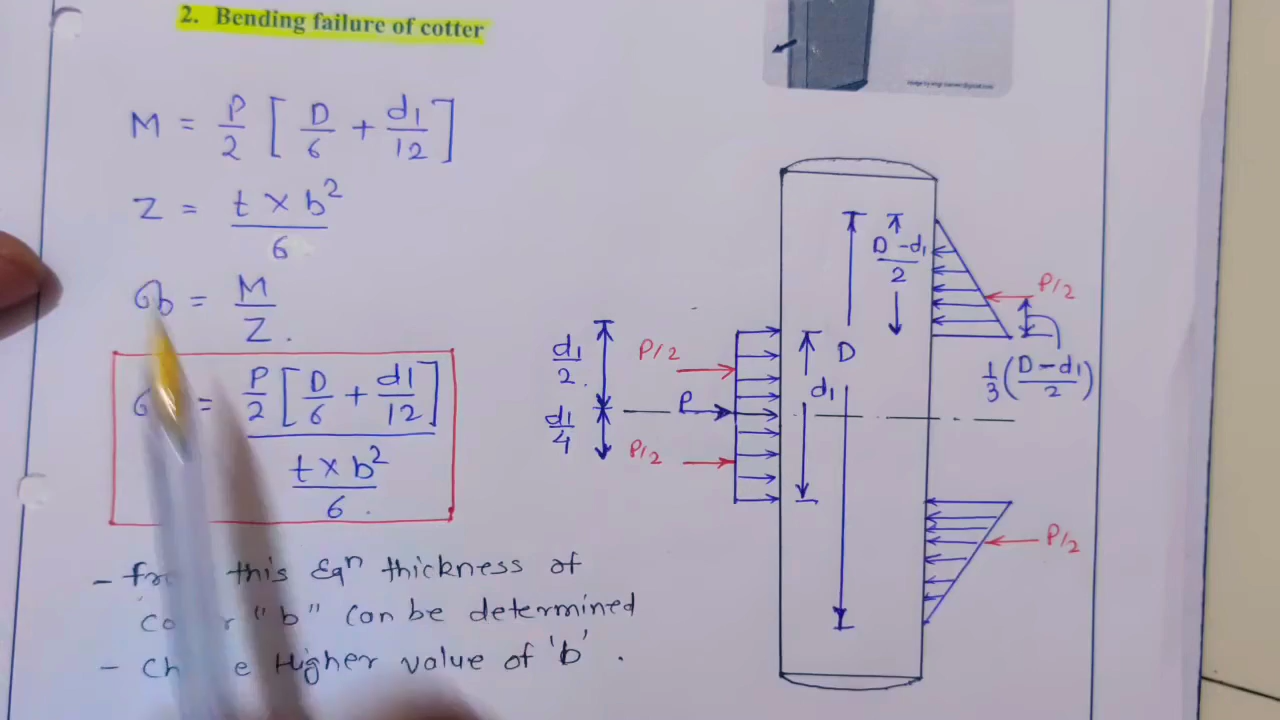 2. Bending failure of cotter
M = P/2 [ D/6 + d1/12 ]
Z = t × b²/6
σb = M/Z.
= P/2 [ D/6 + d1/12 ] / t × b²/6.
- this Eqn thickness of
"b" can be determined
- Higher value of 'b'.
D-d1/2
P/2
1/3 (D-d1/2)
d1/2
P/2
D
d1
P
d1/4
P/2
P/2